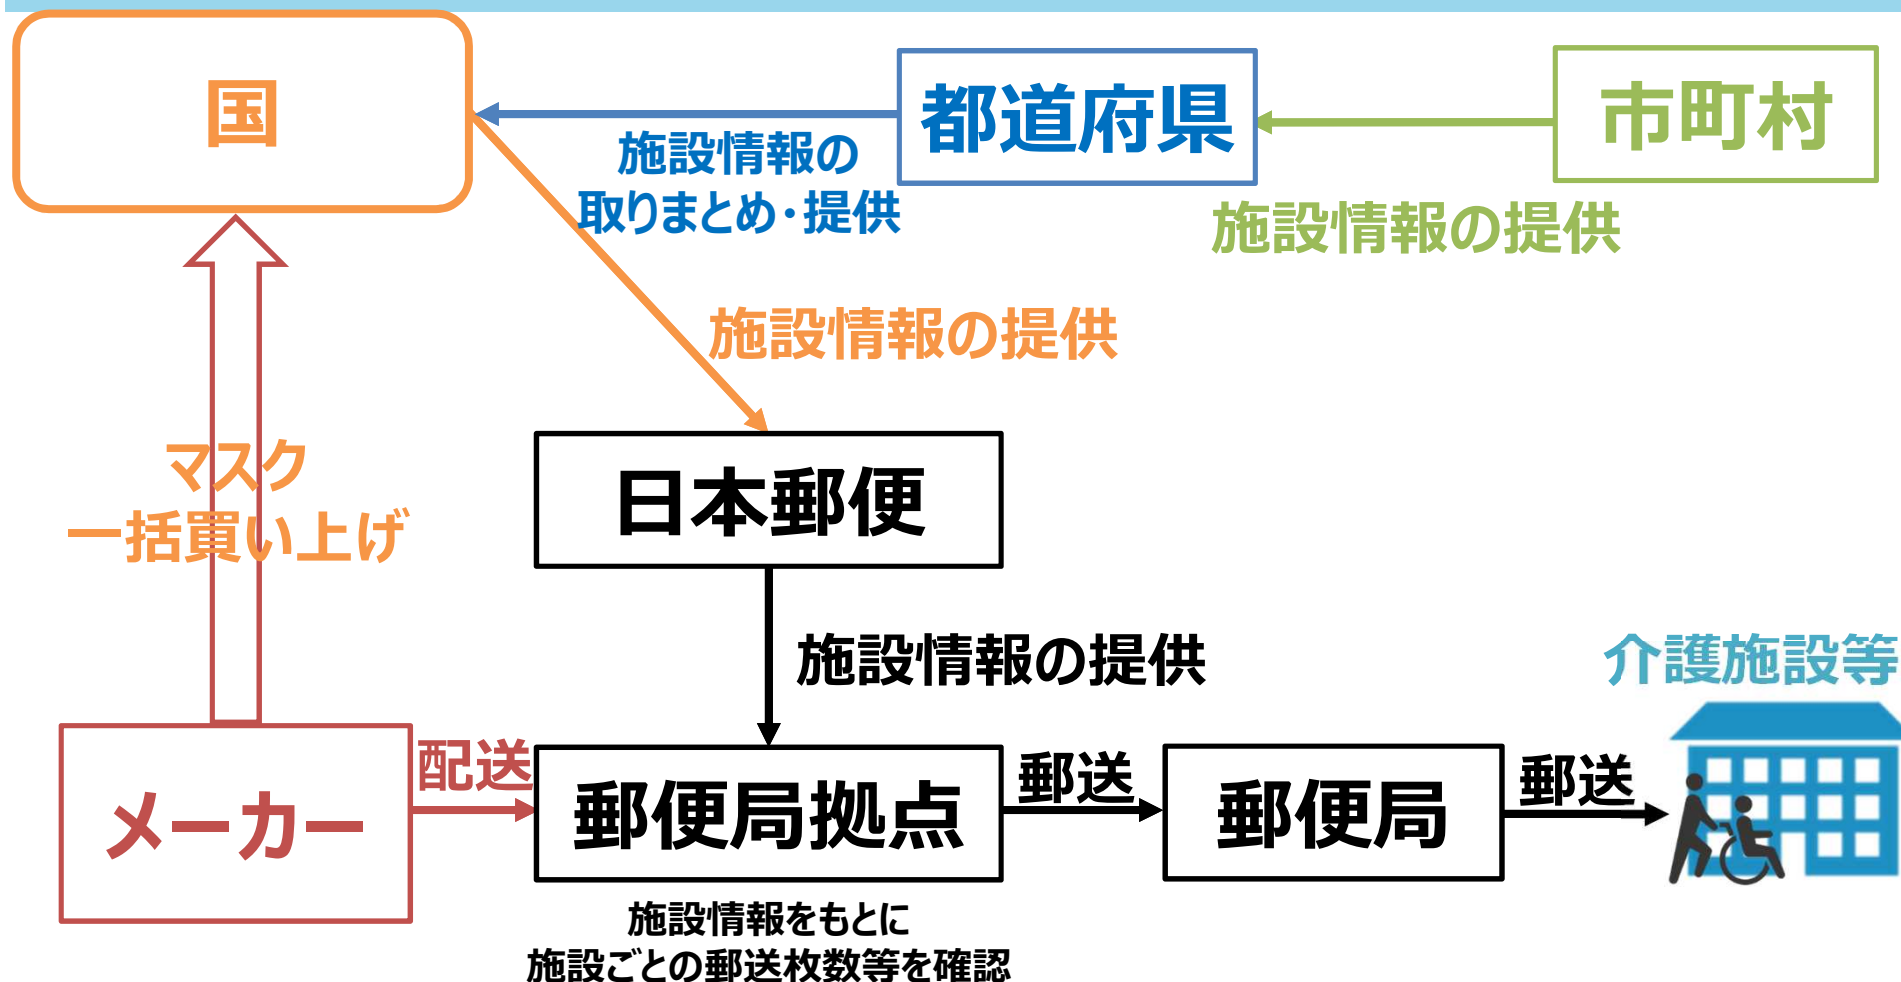 国
都道府県
市町村
施設情報の
取りまとめ・提供
施設情報の提供
施設情報の提供
マスク
一括買い上げ
日本郵便
施設情報の提供
介護施設等
メーカー
配送
郵便局拠点
郵送
郵便局
郵送
施設情報をもとに
施設ごとの郵送枚数等を確認